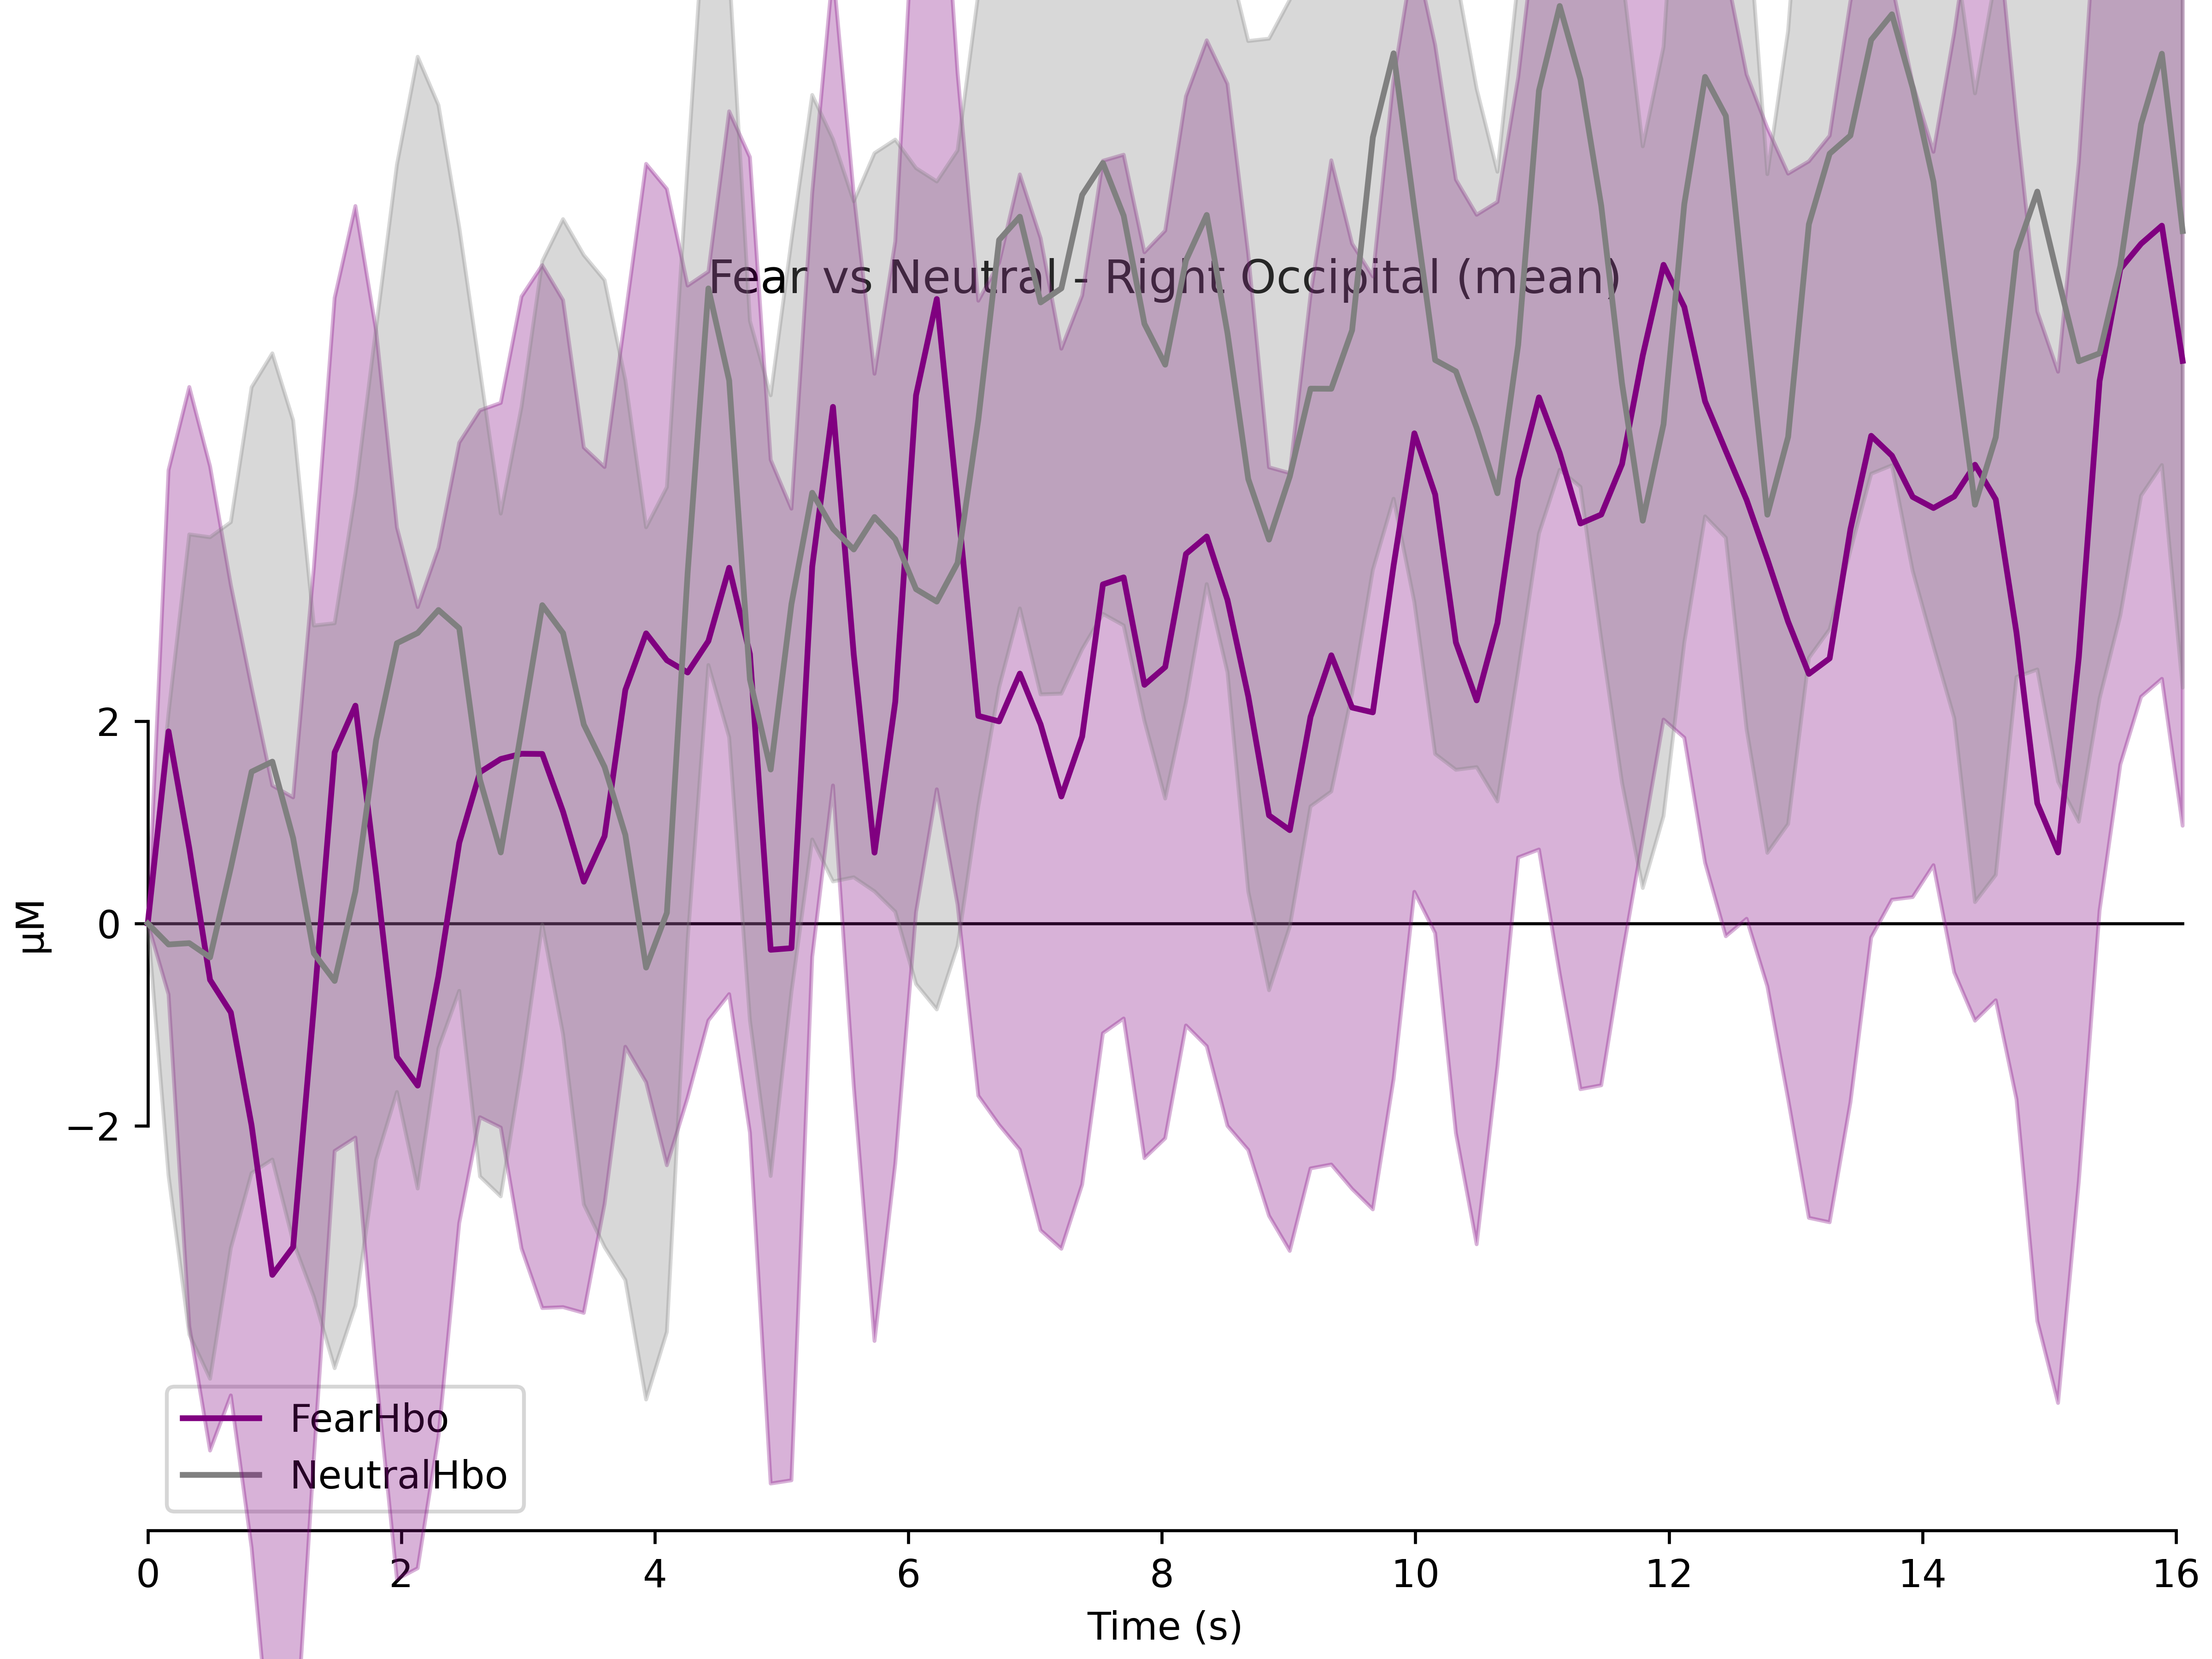 Fear vs Neutral - Right Occipital (mean)
2
0
−2
µM
FearHbo
NeutralHbo
0 2 4 6 8 10 12 14 16
Time (s)